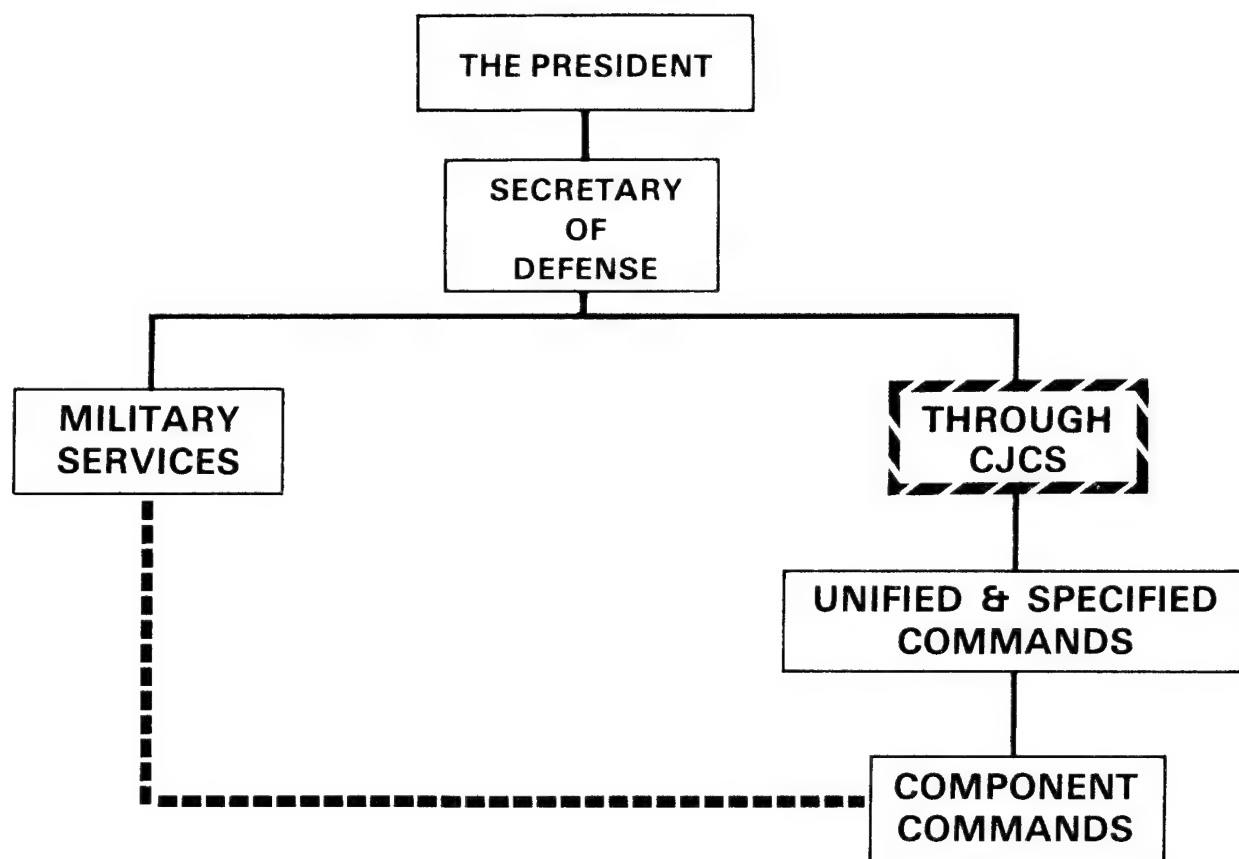 THE PRESIDENT
SECRETARY
OF
DEFENSE
MILITARY
SERVICES
THROUGH
CJCS
UNIFIED & SPECIFIED
COMMANDS
COMPONENT
COMMANDS